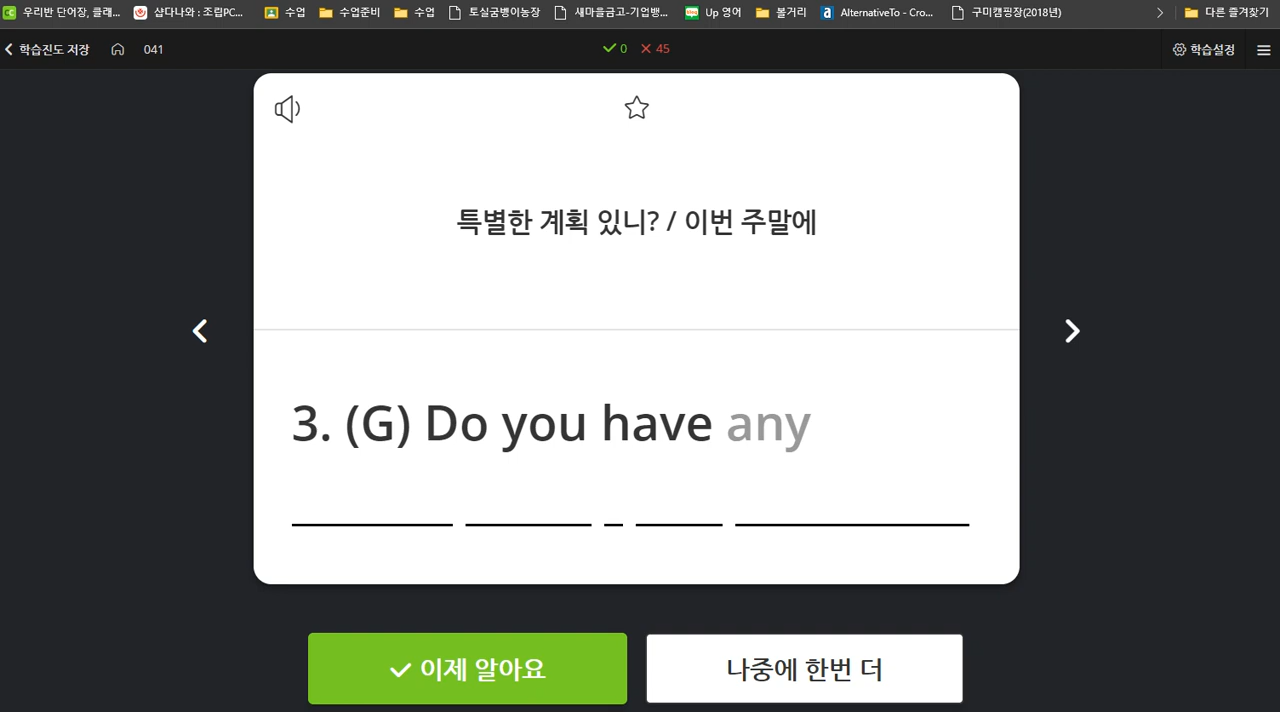 우리반 단어장, 클래... 샵다나와 : 조립PC... 수업 수업준비 수업 토실굼뱅이농장 새마을금고-기업뱅... Up 영어 볼거리 AlternativeTo - Cro... 구미캠핑장(2018년) 다른 즐겨찾기
학습진도 저장 041 0 45 학습설정
특별한 계획 있니? / 이번 주말에
3. (G) Do you have any
이제 알아요 나중에 한번 더